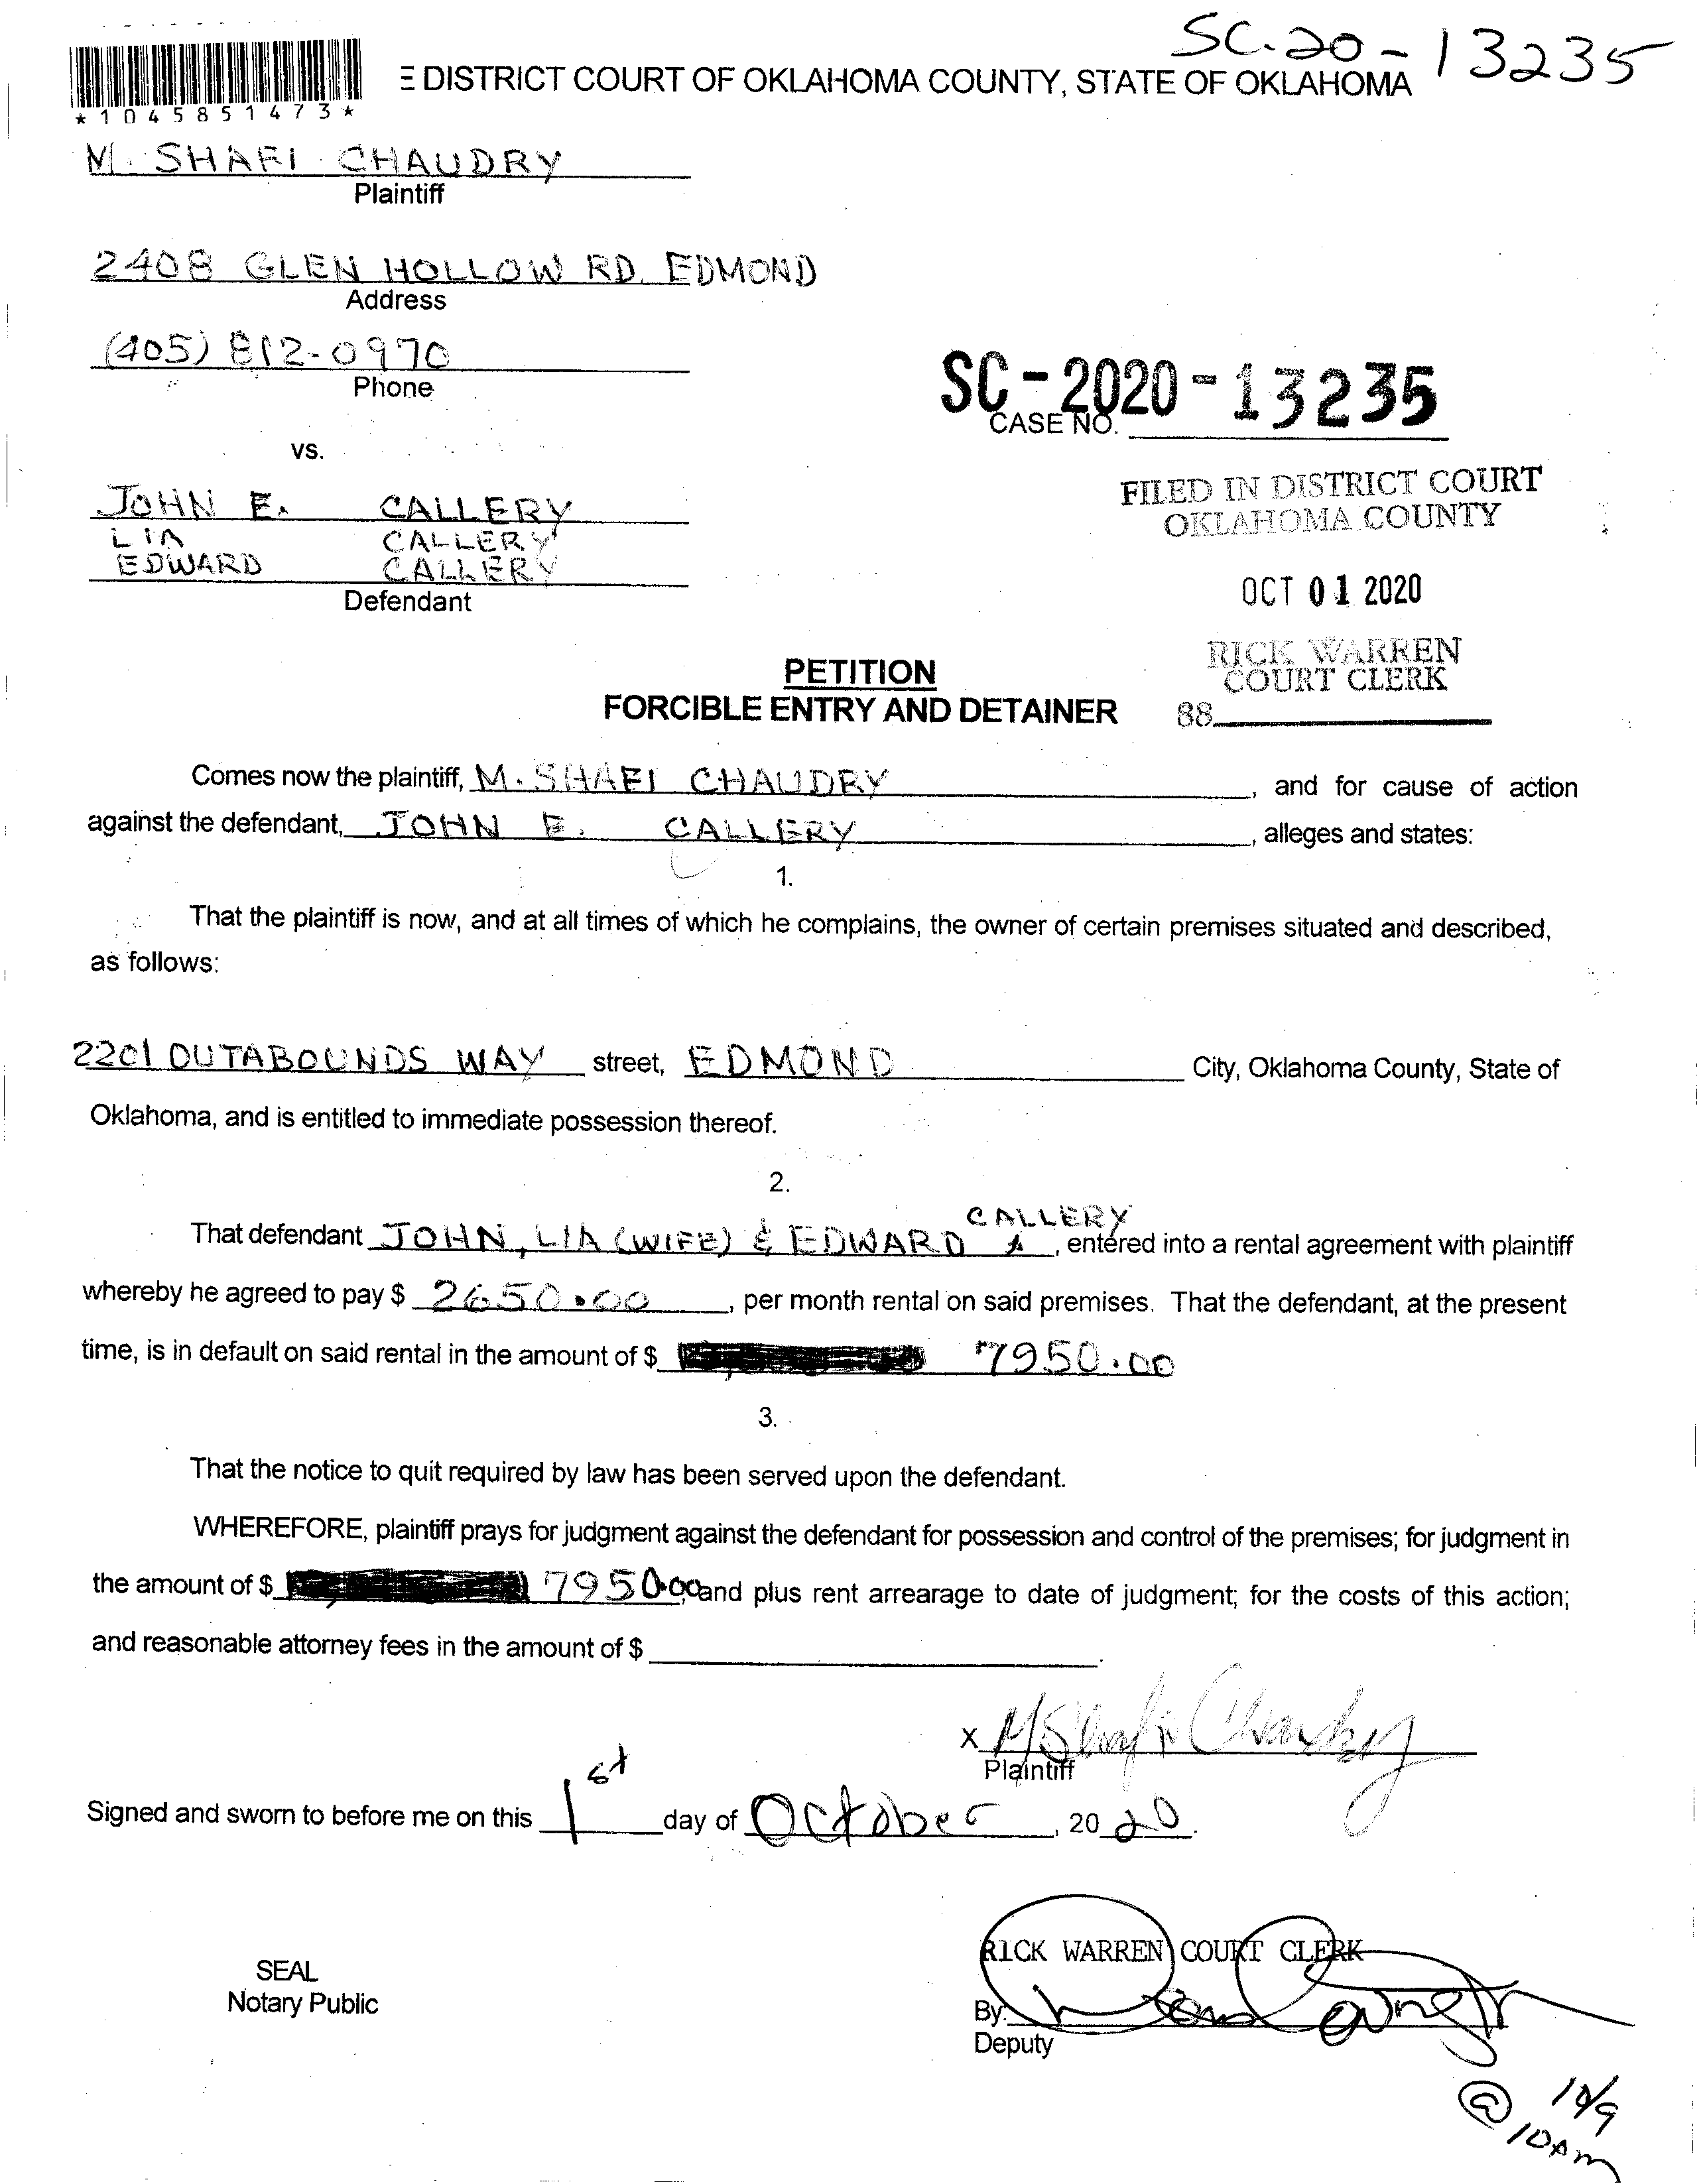 SC-20-13235
E DISTRICT COURT OF OKLAHOMA COUNTY, STATE OF OKLAHOMA
*1045851473*
M. SHAFI CHAUDRY
Plaintiff
2408 GLEN HOLLOW RD. EDMOND
Address
(405) 812-0970
Phone
SC-2020-13235
CASE NO.
vs.
FILED IN DISTRICT COURT
OKLAHOMA COUNTY
JOHN E. CALLERY
LIA CALLERY
EDWARD CALLERY
Defendant
OCT 01 2020
RICK WARREN
COURT CLERK
88
PETITION
FORCIBLE ENTRY AND DETAINER
Comes now the plaintiff, M. SHAFI CHAUDRY, and for cause of action
against the defendant, JOHN E. CALLERY, alleges and states:
1.
That the plaintiff is now, and at all times of which he complains, the owner of certain premises situated and described,
as follows:
2201 OUTABOUNDS WAY street, EDMOND City, Oklahoma County, State of
Oklahoma, and is entitled to immediate possession thereof.
2.
That defendant JOHN, LIA (WIFE) & EDWARD CALLERY, entered into a rental agreement with plaintiff
whereby he agreed to pay $ 2650.00, per month rental on said premises. That the defendant, at the present
time, is in default on said rental in the amount of $ 7950.00
3.
That the notice to quit required by law has been served upon the defendant.
WHEREFORE, plaintiff prays for judgment against the defendant for possession and control of the premises; for judgment in
the amount of $ 7950.00, and plus rent arrearage to date of judgment; for the costs of this action;
and reasonable attorney fees in the amount of $ .
X M Shafi Chaudry
Plaintiff
Signed and sworn to before me on this 1st day of October, 2020.
RICK WARREN COURT CLERK
SEAL
Notary Public
By:
Deputy
10/9
@ 10am